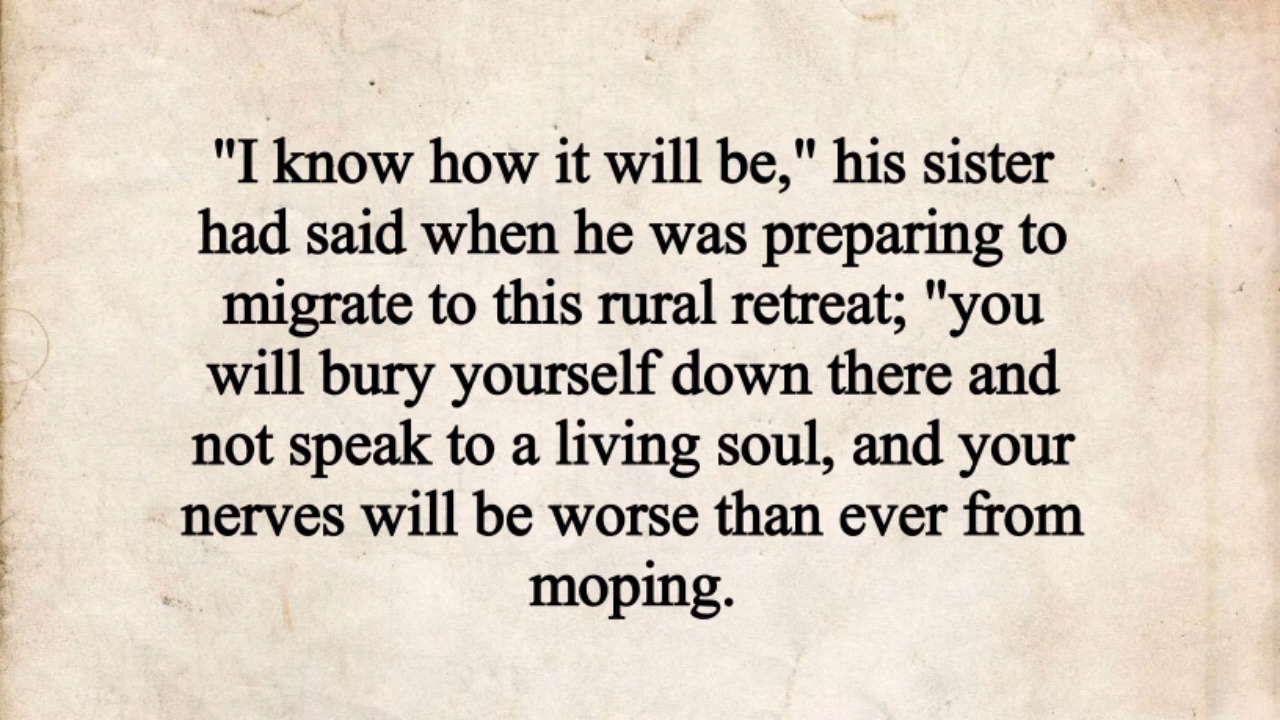 "I know how it will be," his sister
had said when he was preparing to
migrate to this rural retreat; "you
will bury yourself down there and
not speak to a living soul, and your
nerves will be worse than ever from
moping.